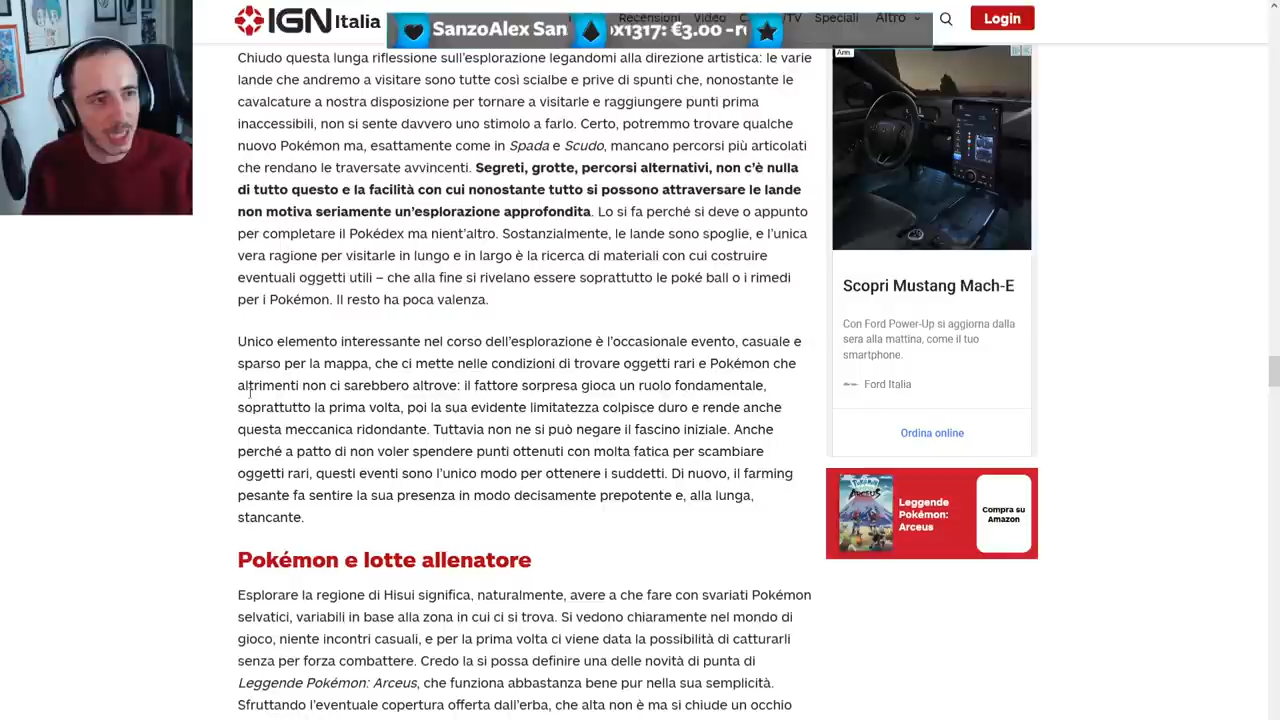 IGN Italia
Recensioni Video TV Speciali Altro
Login
SanzoAlex San
ox1317: €3.00
Chiudo questa lunga riflessione sull'esplorazione legandomi alla direzione artistica: le varie
lande che andremo a visitare sono tutte così scialbe e prive di spunti che, nonostante le
cavalcature a nostra disposizione per tornare a visitarle e raggiungere punti prima
inaccessibili, non si sente davvero uno stimolo a farlo. Certo, potremmo trovare qualche
nuovo Pokémon ma, esattamente come in Spada e Scudo, mancano percorsi più articolati
che rendano le traversate avvincenti. Segreti, grotte, percorsi alternativi, non c'è nulla
di tutto questo e la facilità con cui nonostante tutto si possono attraversare le lande
non motiva seriamente un'esplorazione approfondita. Lo si fa perché si deve o appunto
per completare il Pokédex ma nient'altro. Sostanzialmente, le lande sono spoglie, e l'unica
vera ragione per visitarle in lungo e in largo è la ricerca di materiali con cui costruire
eventuali oggetti utili – che alla fine si rivelano essere soprattutto le poké ball o i rimedi
per i Pokémon. Il resto ha poca valenza.
Unico elemento interessante nel corso dell'esplorazione è l'occasionale evento, casuale e
sparso per la mappa, che ci mette nelle condizioni di trovare oggetti rari e Pokémon che
altrimenti non ci sarebbero altrove: il fattore sorpresa gioca un ruolo fondamentale,
soprattutto la prima volta, poi la sua evidente limitatezza colpisce duro e rende anche
questa meccanica ridondante. Tuttavia non ne si può negare il fascino iniziale. Anche
perché a patto di non voler spendere punti ottenuti con molta fatica per scambiare
oggetti rari, questi eventi sono l'unico modo per ottenere i suddetti. Di nuovo, il farming
pesante fa sentire la sua presenza in modo decisamente prepotente e, alla lunga,
stancante.
Pokémon e lotte allenatore
Esplorare la regione di Hisui significa, naturalmente, avere a che fare con svariati Pokémon
selvatici, variabili in base alla zona in cui ci si trova. Si vedono chiaramente nel mondo di
gioco, niente incontri casuali, e per la prima volta ci viene data la possibilità di catturarli
senza per forza combattere. Credo la si possa definire una delle novità di punta di
Leggende Pokémon: Arceus, che funziona abbastanza bene pur nella sua semplicità.
Sfruttando l'eventuale copertura offerta dall'erba, che alta non è ma si chiude un occhio
Ann.
Scopri Mustang Mach-E
Con Ford Power-Up si aggiorna dalla
sera alla mattina, come il tuo
smartphone.
Ford Italia
Ordina online
ARCEUS
Leggende
Pokémon:
Arceus
Compra su
Amazon